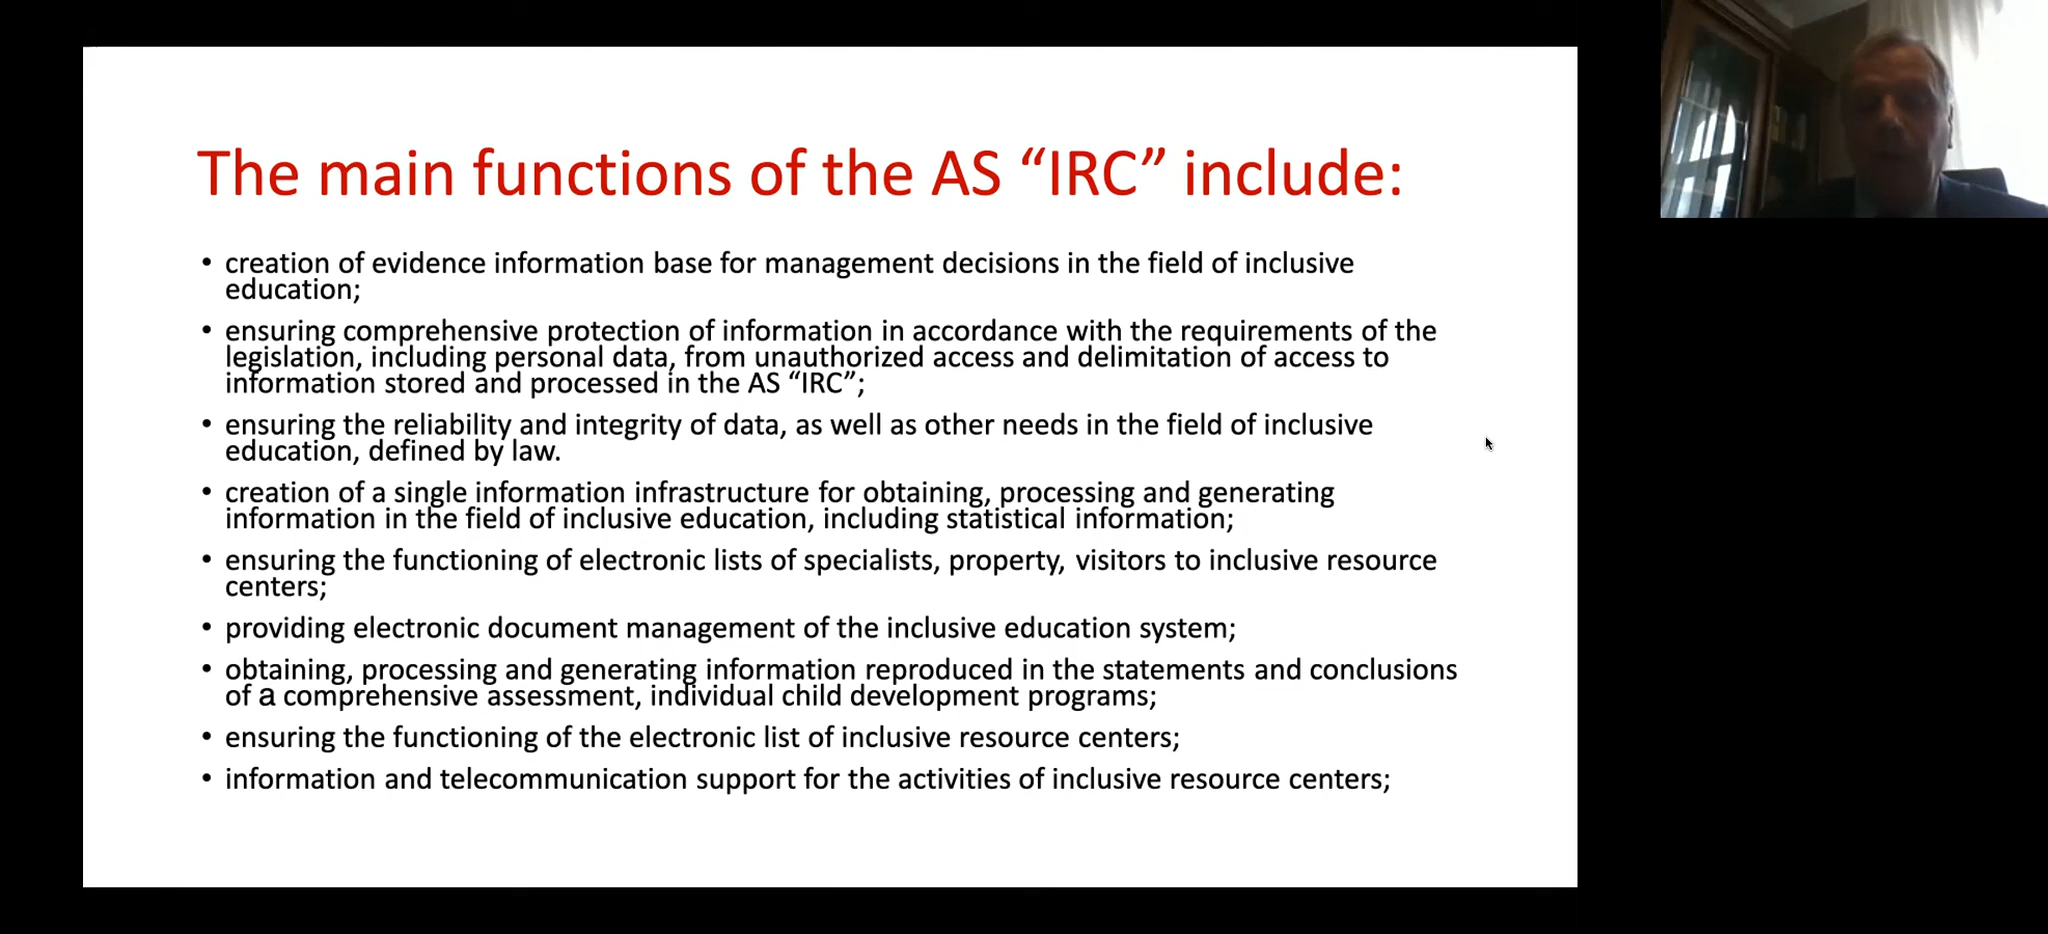 The main functions of the AS “IRC” include:
• creation of evidence information base for management decisions in the field of inclusive
education;
• ensuring comprehensive protection of information in accordance with the requirements of the
legislation, including personal data, from unauthorized access and delimitation of access to
information stored and processed in the AS “IRC”;
• ensuring the reliability and integrity of data, as well as other needs in the field of inclusive
education, defined by law.
• creation of a single information infrastructure for obtaining, processing and generating
information in the field of inclusive education, including statistical information;
• ensuring the functioning of electronic lists of specialists, property, visitors to inclusive resource
centers;
• providing electronic document management of the inclusive education system;
• obtaining, processing and generating information reproduced in the statements and conclusions
of a comprehensive assessment, individual child development programs;
• ensuring the functioning of the electronic list of inclusive resource centers;
• information and telecommunication support for the activities of inclusive resource centers;